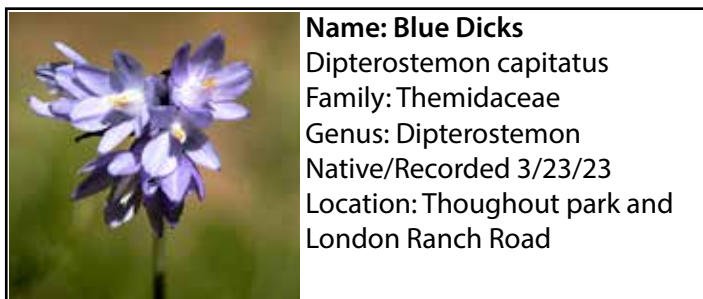 Name: Blue Dicks
Dipterostemon capitatus
Family: Themidaceae
Genus: Dipterostemon
Native/Recorded 3/23/23
Location: Thoughout park and
London Ranch Road